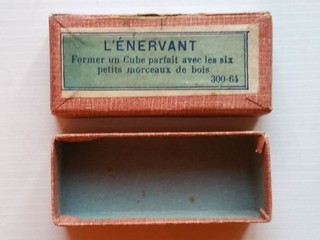 L'ÉNERVANT
Former un Cube parfait avec les six
petits morceaux de bois
300-64